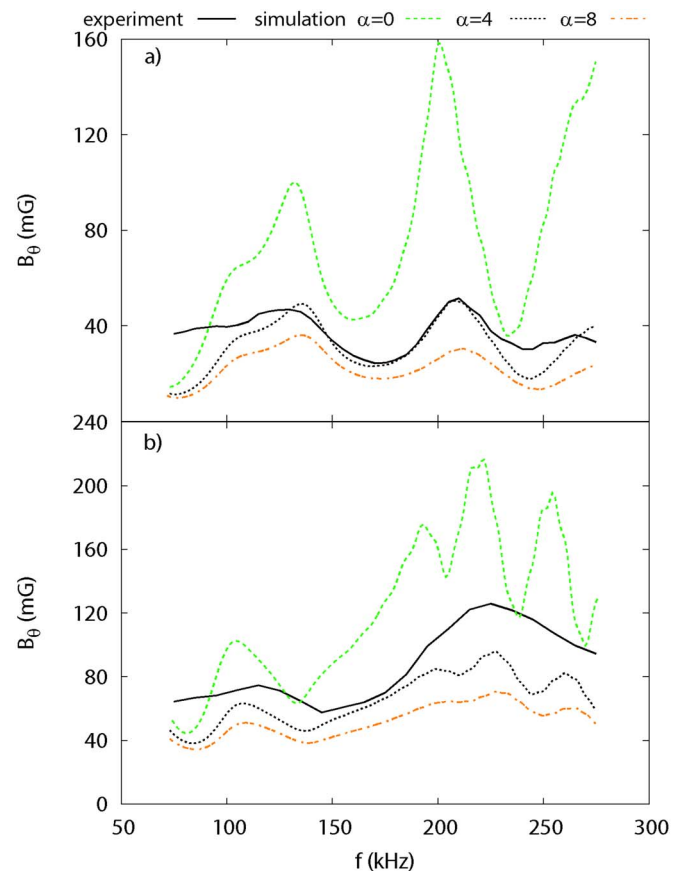 experiment simulation α=0 α=4 α=8
160
a)
120
B_θ (mG)
80
40
240
b)
200
160
B_θ (mG)
120
80
40
0
50 100 150 200 250 300
f (kHz)